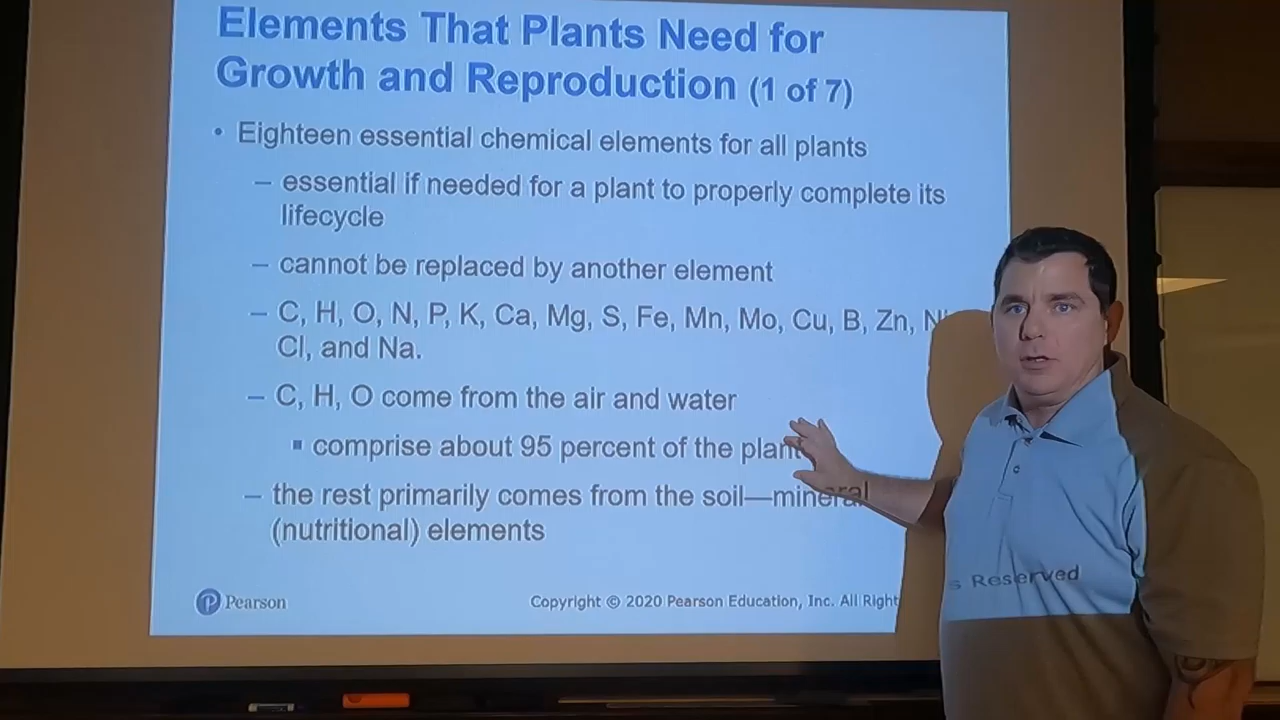 Elements That Plants Need for
Growth and Reproduction (1 of 7)
• Eighteen essential chemical elements for all plants
– essential if needed for a plant to properly complete its
lifecycle
– cannot be replaced by another element
– C, H, O, N, P, K, Ca, Mg, S, Fe, Mn, Mo, Cu, B, Zn,
Cl, and Na.
– C, H, O come from the air and water
▪ comprise about 95 percent of the plant
– the rest primarily comes from the soil—mineral
(nutritional) elements
Pearson
Copyright © 2020 Pearson Education, Inc. All Rights Reserved